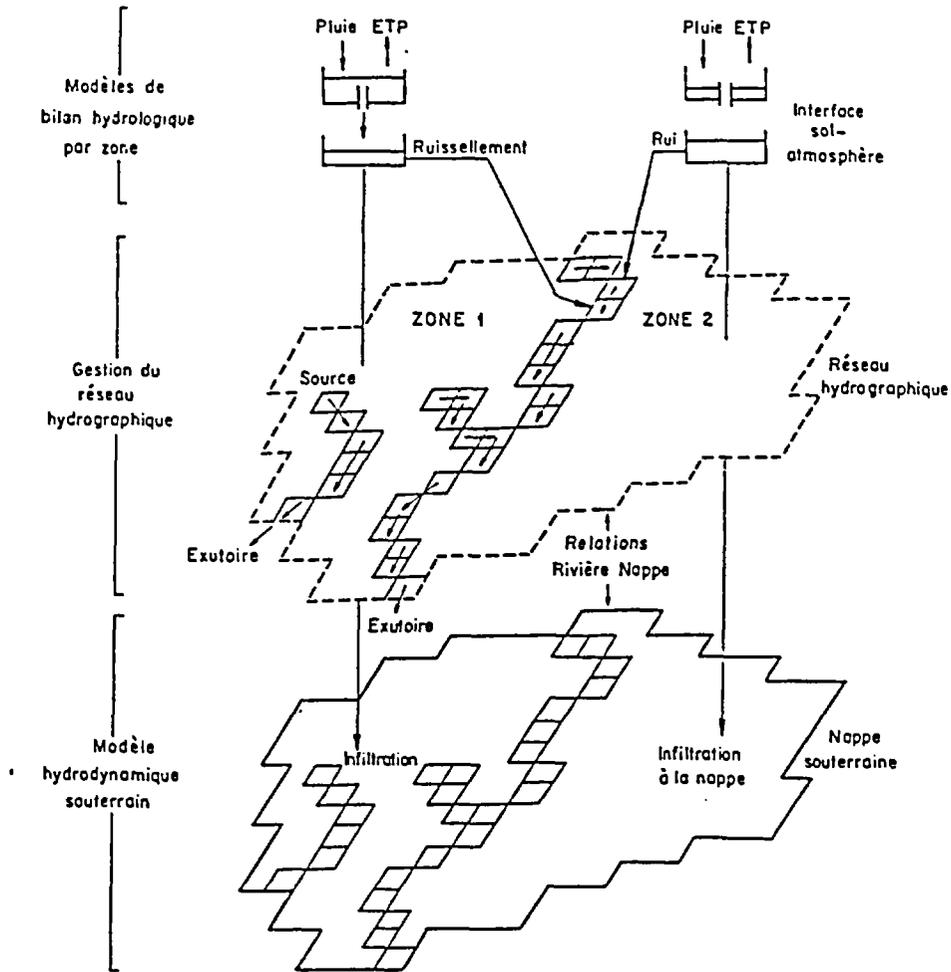 Pluie ETP
Pluie ETP
Modèles de
bilan hydrologique
par zone
Interface
sol-
atmosphère
Ruissellement
Rui
ZONE 1
ZONE 2
Source
Gestion du
réseau
hydrographique
Réseau
hydrographique
Exutoire
Relations
Rivière Nappe
Exutoire
Modèle
hydrodynamique
souterrain
Infiltration
Infiltration
à la nappe
Nappe
souterraine